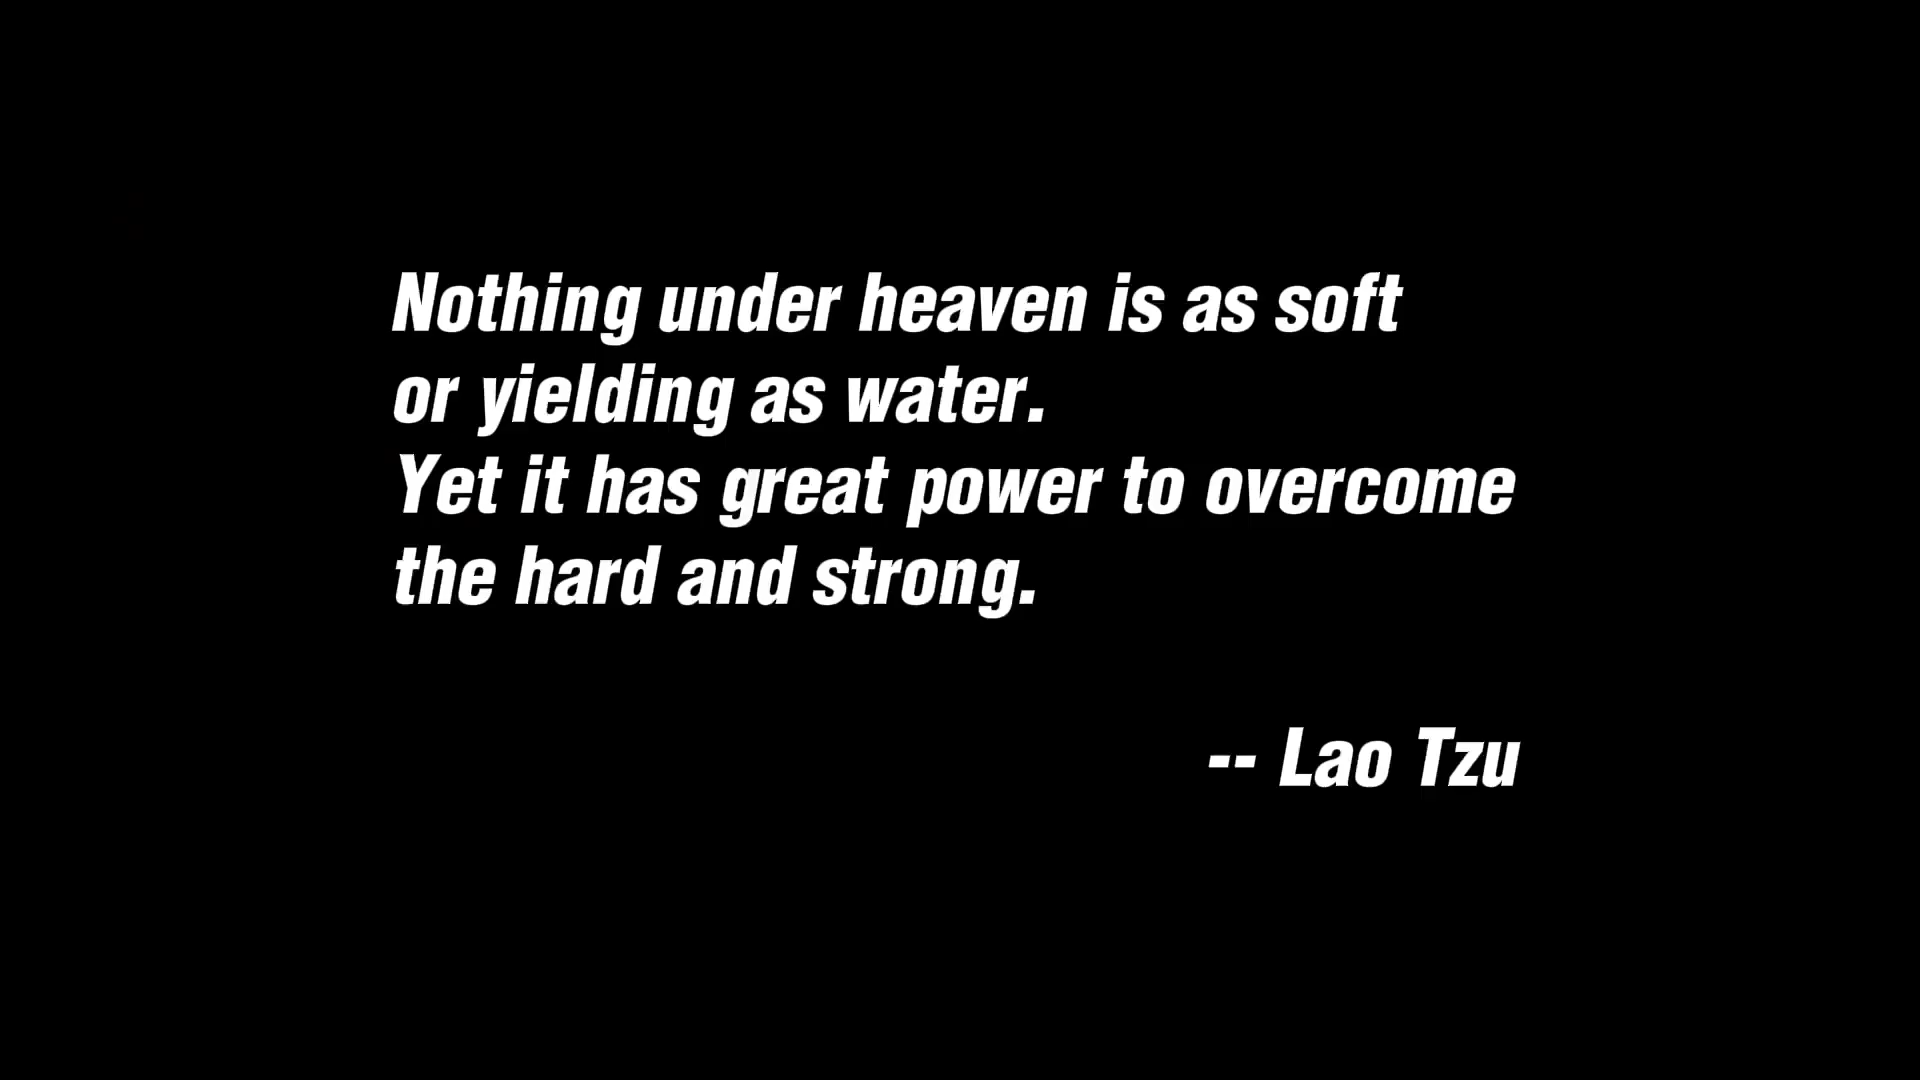 Nothing under heaven is as soft
or yielding as water.
Yet it has great power to overcome
the hard and strong.
-- Lao Tzu